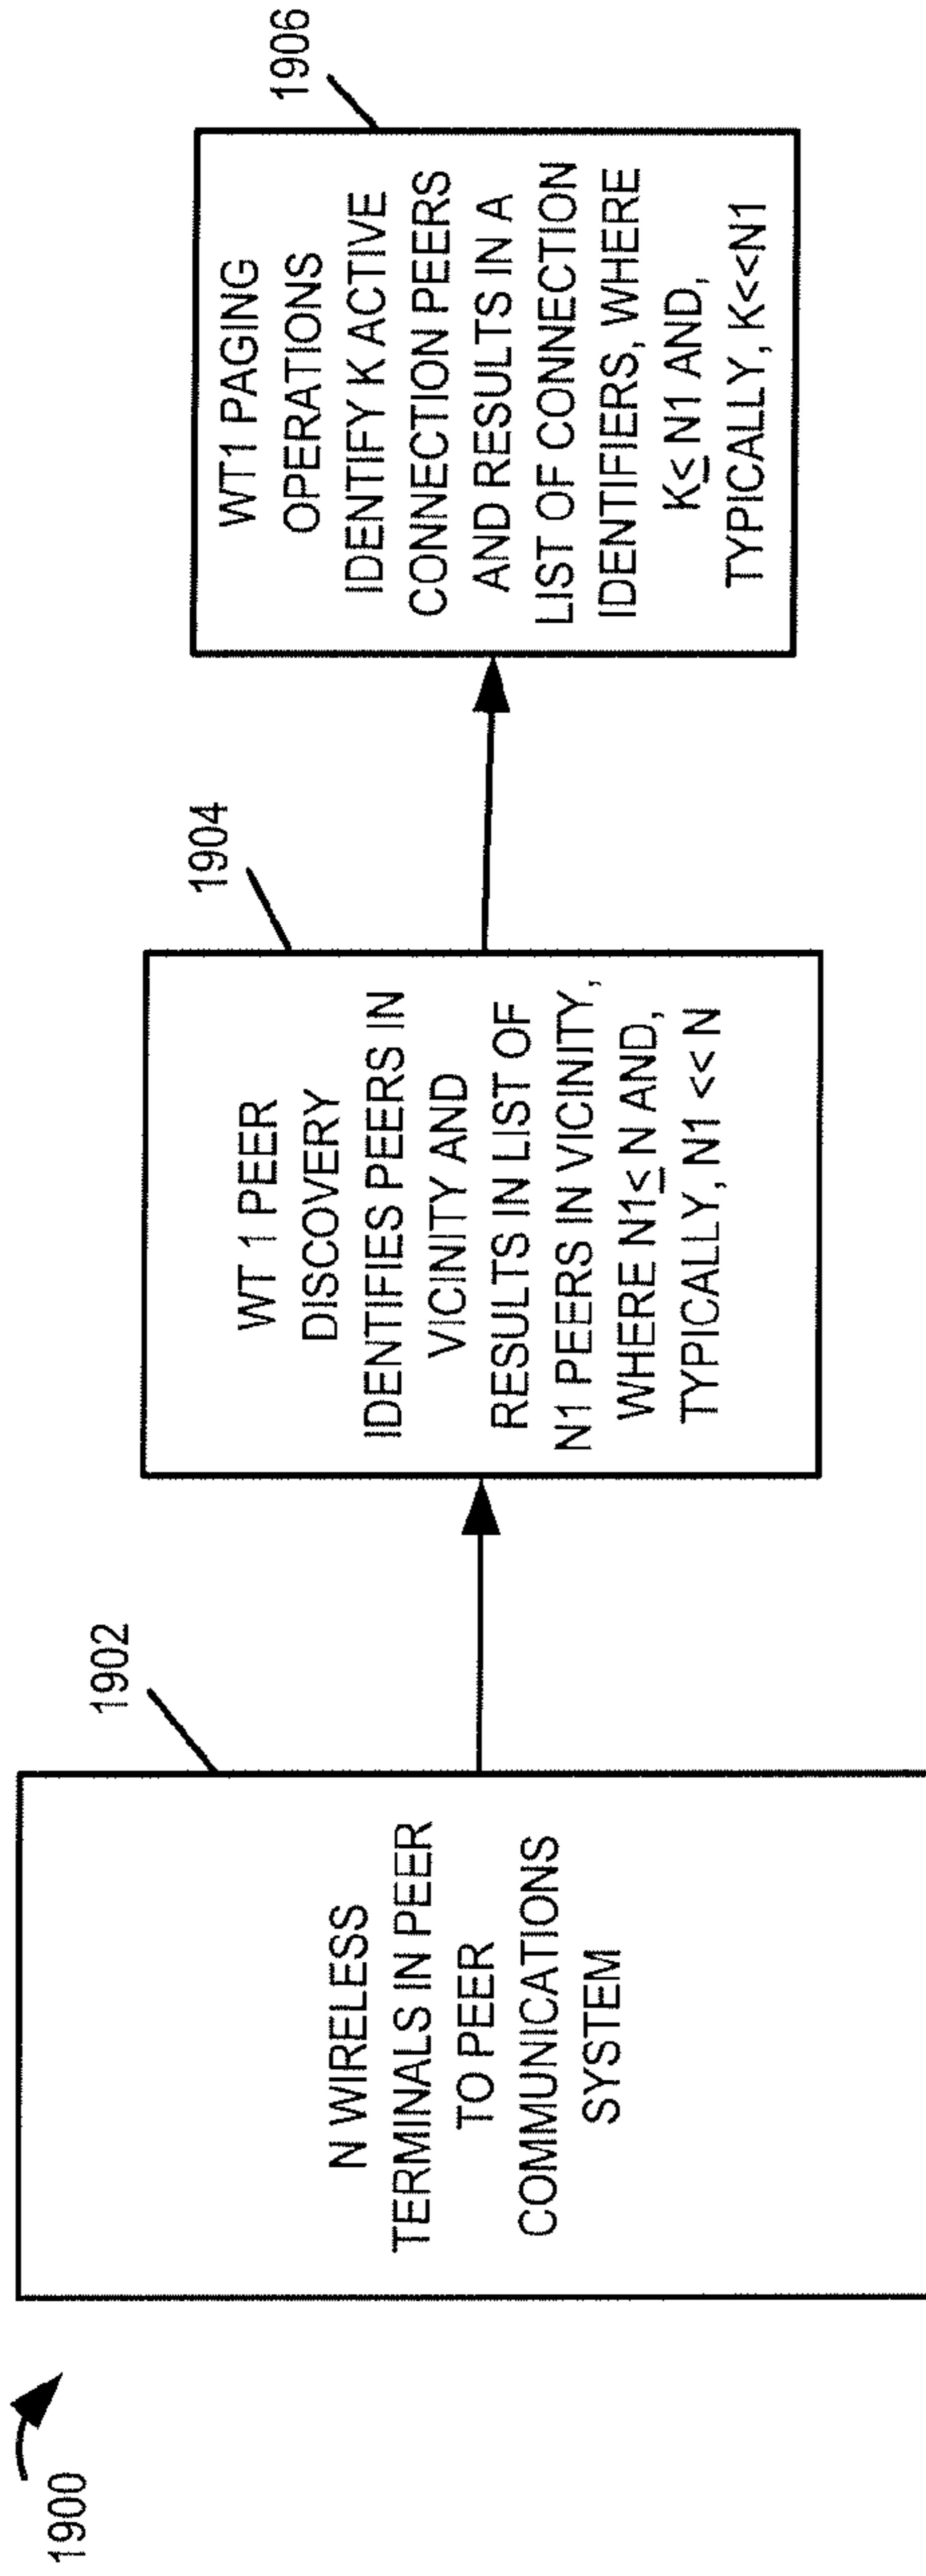 1900
1902
N WIRELESS
TERMINALS IN PEER
TO PEER
COMMUNICATIONS
SYSTEM
1904
WT 1 PEER
DISCOVERY
IDENTIFIES PEERS IN
VICINITY AND
RESULTS IN LIST OF
N1 PEERS IN VICINITY,
WHERE N1≤ N AND,
TYPICALLY, N1 << N
1906
WT1 PAGING
OPERATIONS
IDENTIFY K ACTIVE
CONNECTION PEERS
AND RESULTS IN A
LIST OF CONNECTION
IDENTIFIERS, WHERE
K≤ N1 AND,
TYPICALLY, K<<N1